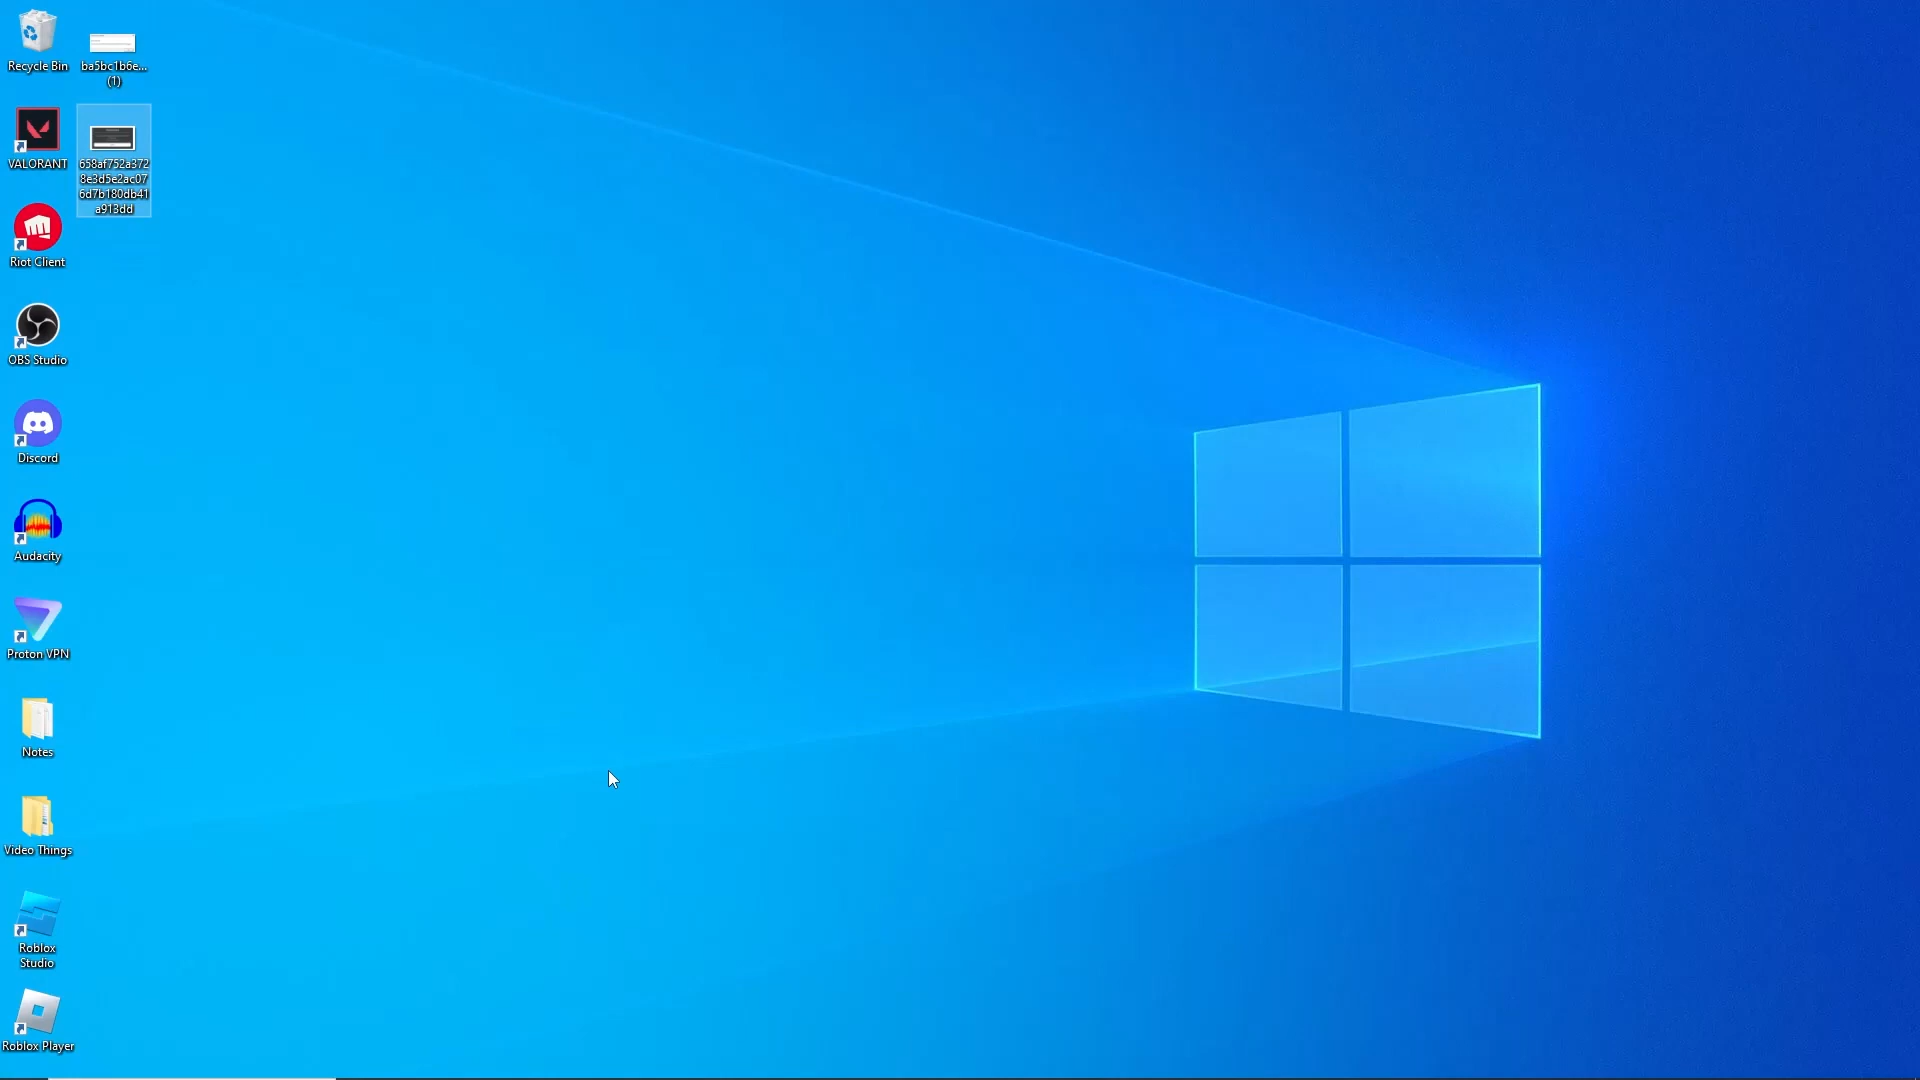 Recycle Bin
ba5bc1b6e...
(1)
VALORANT
658af752a372
8e3d5e2ac07
6d7b180db41
a913dd
Riot Client
OBS Studio
Discord
Audacity
Proton VPN
Notes
Video Things
Roblox
Studio
Roblox Player